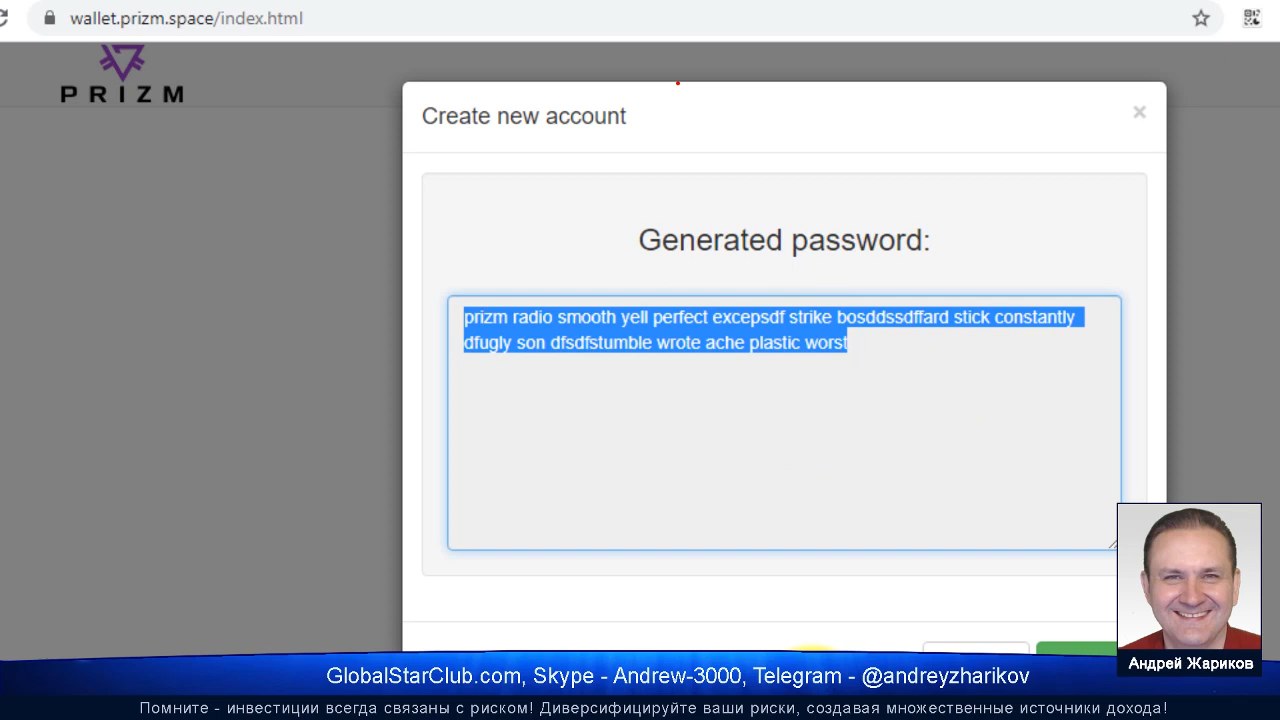 wallet.prizm.space/index.html
PRIZM
Create new account
×
Generated password:
prizm radio smooth yell perfect excepsdf strike bosddssdffard stick constantly
dfugly son dfsdfstumble wrote ache plastic worst
Андрей Жариков
GlobalStarClub.com, Skype - Andrew-3000, Telegram - @andreyzharikov
Помните - инвестиции всегда связаны с риском! Диверсифицируйте ваши риски, создавая множественные источники дохода!